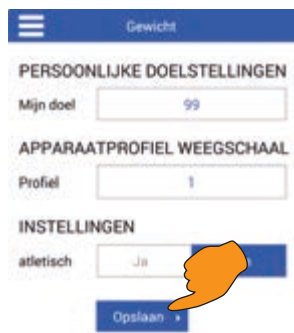 Gewicht
PERSOONLIJKE DOELSTELLINGEN
Mijn doel 99
APPARAATPROFIEL WEEGSCHAAL
Profiel 1
INSTELLINGEN
atletisch Ja
Opslaan